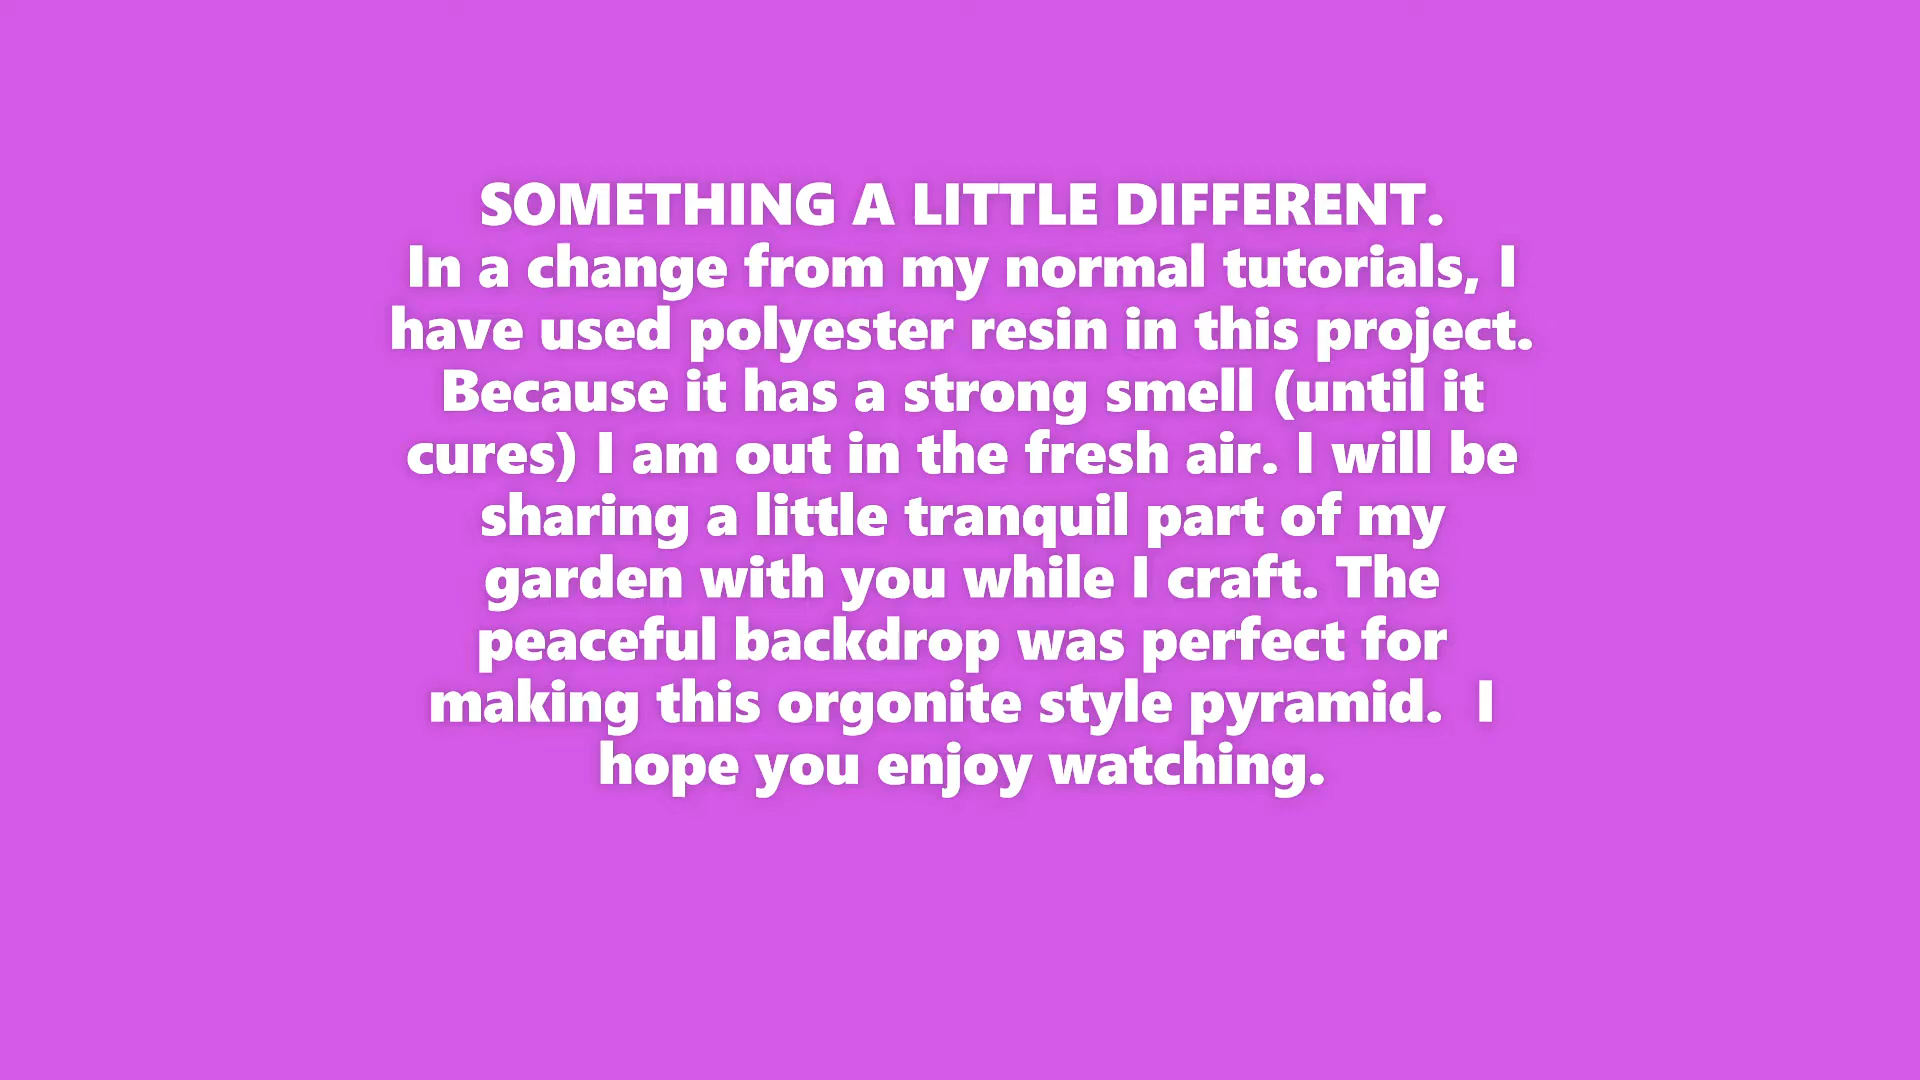 SOMETHING A LITTLE DIFFERENT.
In a change from my normal tutorials, I
have used polyester resin in this project.
Because it has a strong smell (until it
cures) I am out in the fresh air. I will be
sharing a little tranquil part of my
garden with you while I craft. The
peaceful backdrop was perfect for
making this orgonite style pyramid.  I
hope you enjoy watching.